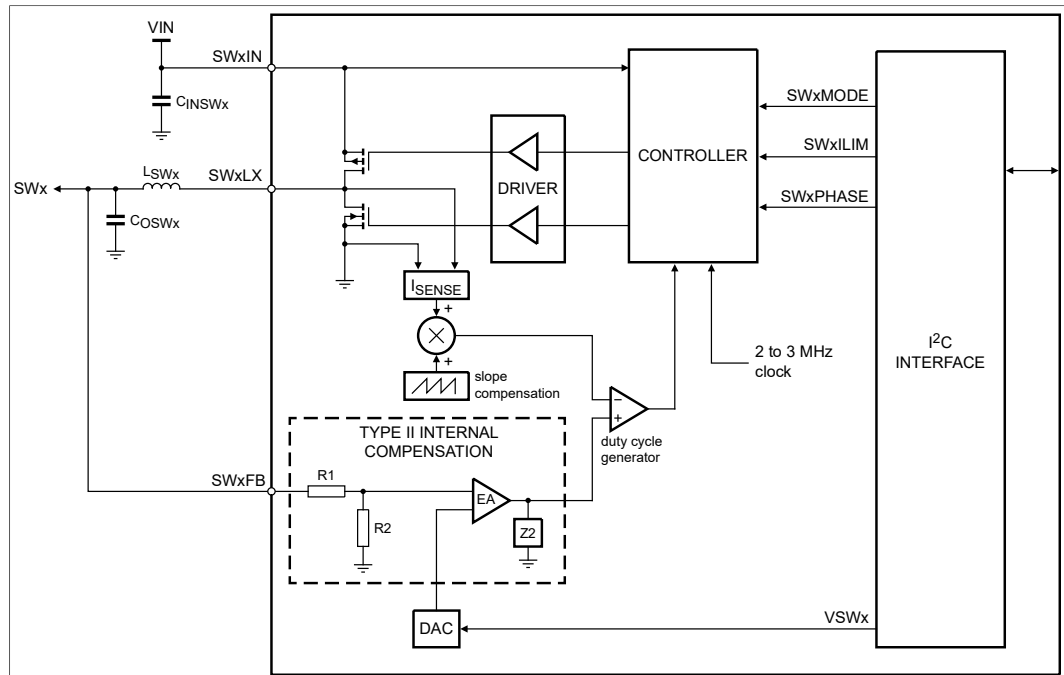 VIN
SWxIN
CINSWx
SWxMODE
SWxILIM
SWxPHASE
CONTROLLER
DRIVER
LSWx
SWxLX
SWx
COSWx
ISENSE
+
+
slope
compensation
2 to 3 MHz
clock
I2C
INTERFACE
−
+
duty cycle
generator
TYPE II INTERNAL
COMPENSATION
SWxFB
R1
R2
EA
Z2
DAC
VSWx